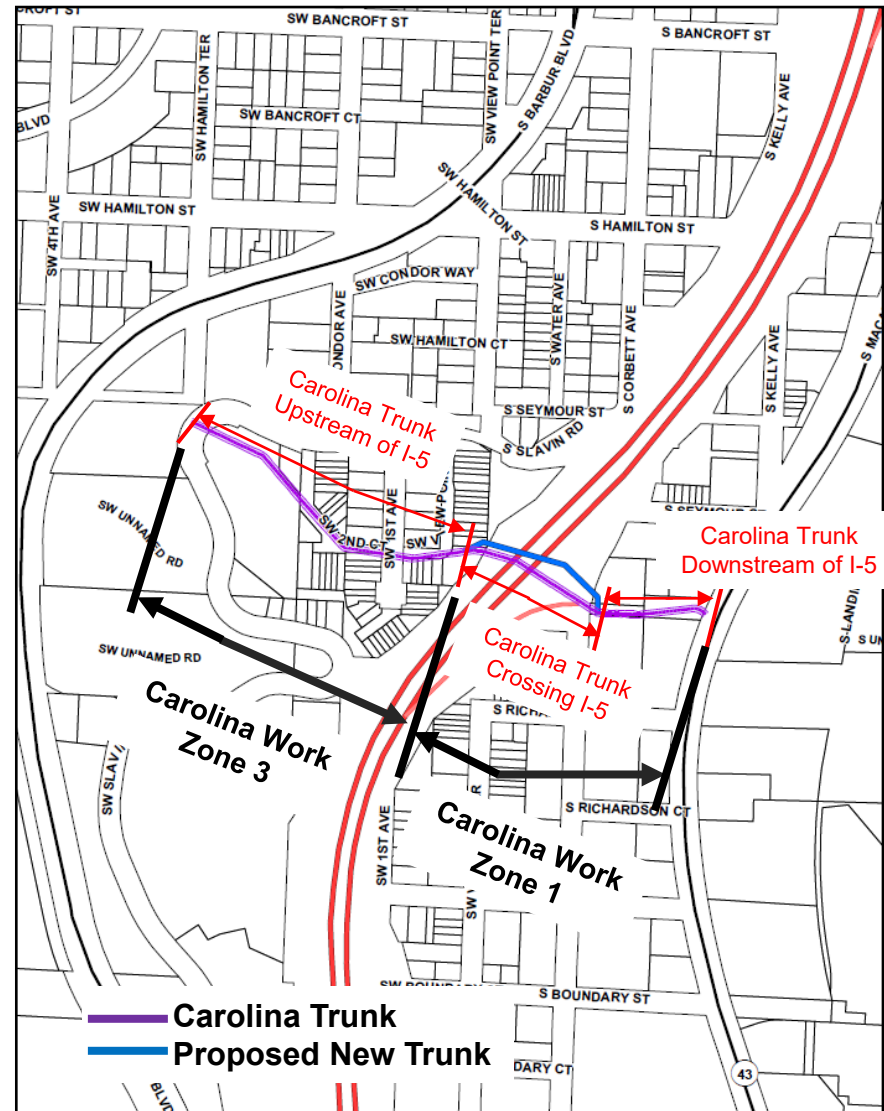 SW BANCROFT ST
S BANCROFT ST
SW HAMILTON TER
SW VIEW POINT TER
S BARBUR BLVD
SW BANCROFT CT
S KELLY AVE
BLVD
SW HAMILTON ST
SW HAMILTON ST
S HAMILTON ST
SW 4TH AVE
SW CONDOR WAY
SW HAMILTON CT
S WATER AVE
S CORBETT AVE
S KELLY AVE
S SEYMOUR ST
S SLAVIN RD
Carolina Trunk
Upstream of I-5
SW UNNAMED RD
SW 2ND CT
SW 1ST AVE
Carolina Trunk
Downstream of I-5
SW UNNAMED RD
Carolina Trunk
Crossing I-5
Carolina Work
Zone 3
S RICHARDSON CT
Carolina Work
Zone 1
SW 1ST AVE
S BOUNDARY ST
Carolina Trunk
Proposed New Trunk
43
BLVD